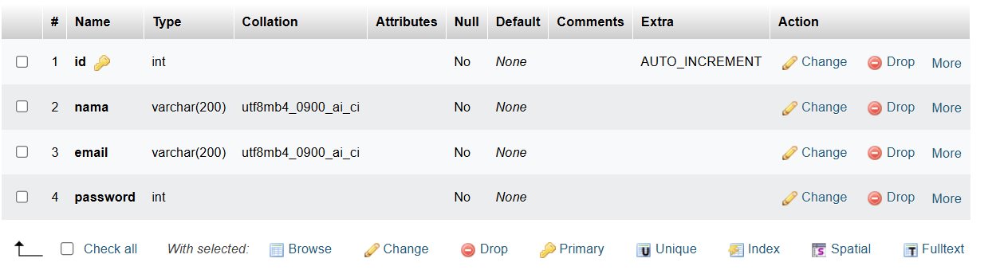 # Name Type Collation Attributes Null Default Comments Extra Action
1 id int No None AUTO_INCREMENT Change Drop More
2 nama varchar(200) utf8mb4_0900_ai_ci No None Change Drop More
3 email varchar(200) utf8mb4_0900_ai_ci No None Change Drop More
4 password int No None Change Drop More
Check all With selected: Browse Change Drop Primary U Unique Index S Spatial T Fulltext